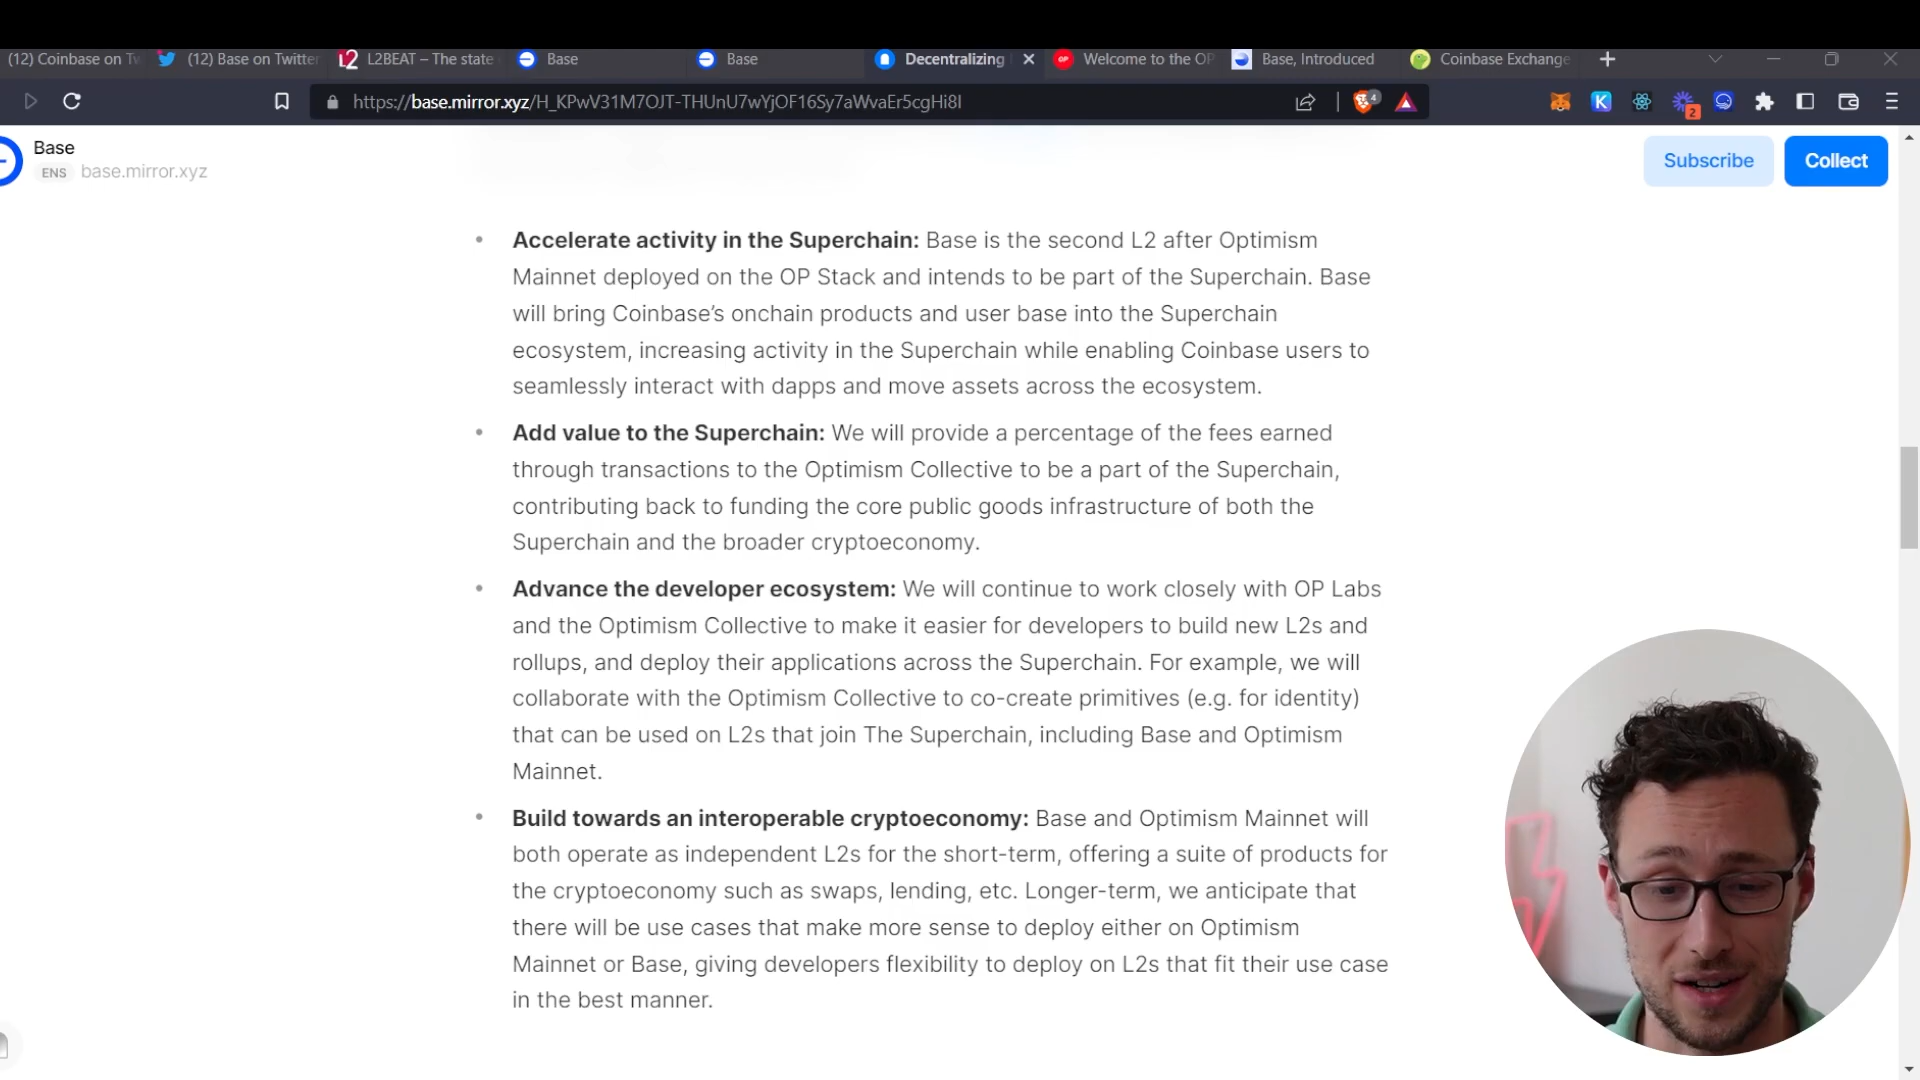 (12) Coinbase on Tw
(12) Base on Twitter
L2 L2BEAT – The state
Base
Base
Decentralizing
OP Welcome to the OP
Base, Introduced
Coinbase Exchange
https://base.mirror.xyz/H_KPwV31M7OJT-THUnU7wYjOF16Sy7aWvaEr5cgHi8I
4
K
2
Base
ENS base.mirror.xyz
Subscribe
Collect
• Accelerate activity in the Superchain: Base is the second L2 after Optimism
Mainnet deployed on the OP Stack and intends to be part of the Superchain. Base
will bring Coinbase’s onchain products and user base into the Superchain
ecosystem, increasing activity in the Superchain while enabling Coinbase users to
seamlessly interact with dapps and move assets across the ecosystem.
• Add value to the Superchain: We will provide a percentage of the fees earned
through transactions to the Optimism Collective to be a part of the Superchain,
contributing back to funding the core public goods infrastructure of both the
Superchain and the broader cryptoeconomy.
• Advance the developer ecosystem: We will continue to work closely with OP Labs
and the Optimism Collective to make it easier for developers to build new L2s and
rollups, and deploy their applications across the Superchain. For example, we will
collaborate with the Optimism Collective to co-create primitives (e.g. for identity)
that can be used on L2s that join The Superchain, including Base and Optimism
Mainnet.
• Build towards an interoperable cryptoeconomy: Base and Optimism Mainnet will
both operate as independent L2s for the short-term, offering a suite of products for
the cryptoeconomy such as swaps, lending, etc. Longer-term, we anticipate that
there will be use cases that make more sense to deploy either on Optimism
Mainnet or Base, giving developers flexibility to deploy on L2s that fit their use case
in the best manner.